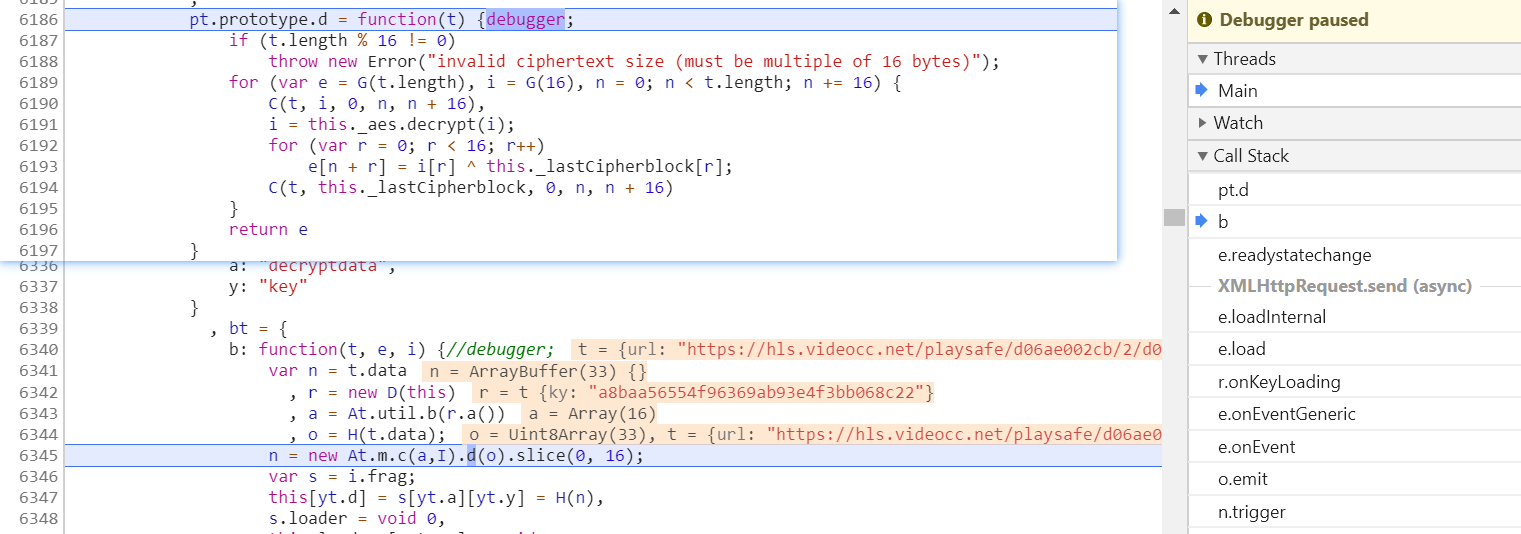 6185 ,
6186 pt.prototype.d = function(t) {debugger;
6187 if (t.length % 16 != 0)
6188 throw new Error("invalid ciphertext size (must be multiple of 16 bytes)");
6189 for (var e = G(t.length), i = G(16), n = 0; n < t.length; n += 16) {
6190 C(t, i, 0, n, n + 16),
6191 i = this._aes.decrypt(i);
6192 for (var r = 0; r < 16; r++)
6193 e[n + r] = i[r] ^ this._lastCipherblock[r];
6194 C(t, this._lastCipherblock, 0, n, n + 16)
6195 }
6196 return e
6197 }
6336 a: "decryptdata",
6337 y: "key"
6338 }
6339 , bt = {
6340 b: function(t, e, i) {//debugger; t = {url: "https://hls.videocc.net/playsafe/d06ae002cb/2/d0
6341 var n = t.data n = ArrayBuffer(33) {}
6342 , r = new D(this) r = t {ky: "a8baa56554f96369ab93e4f3bb068c22"}
6343 , a = At.util.b(r.a()) a = Array(16)
6344 , o = H(t.data); o = Uint8Array(33), t = {url: "https://hls.videocc.net/playsafe/d06ae0
6345 n = new At.m.c(a,I).d(o).slice(0, 16);
6346 var s = i.frag;
6347 this[yt.d] = s[yt.a][yt.y] = H(n),
6348 s.loader = void 0,
Debugger paused
Threads
Main
Watch
Call Stack
pt.d
b
e.readystatechange
XMLHttpRequest.send (async)
e.loadInternal
e.load
r.onKeyLoading
e.onEventGeneric
e.onEvent
o.emit
n.trigger